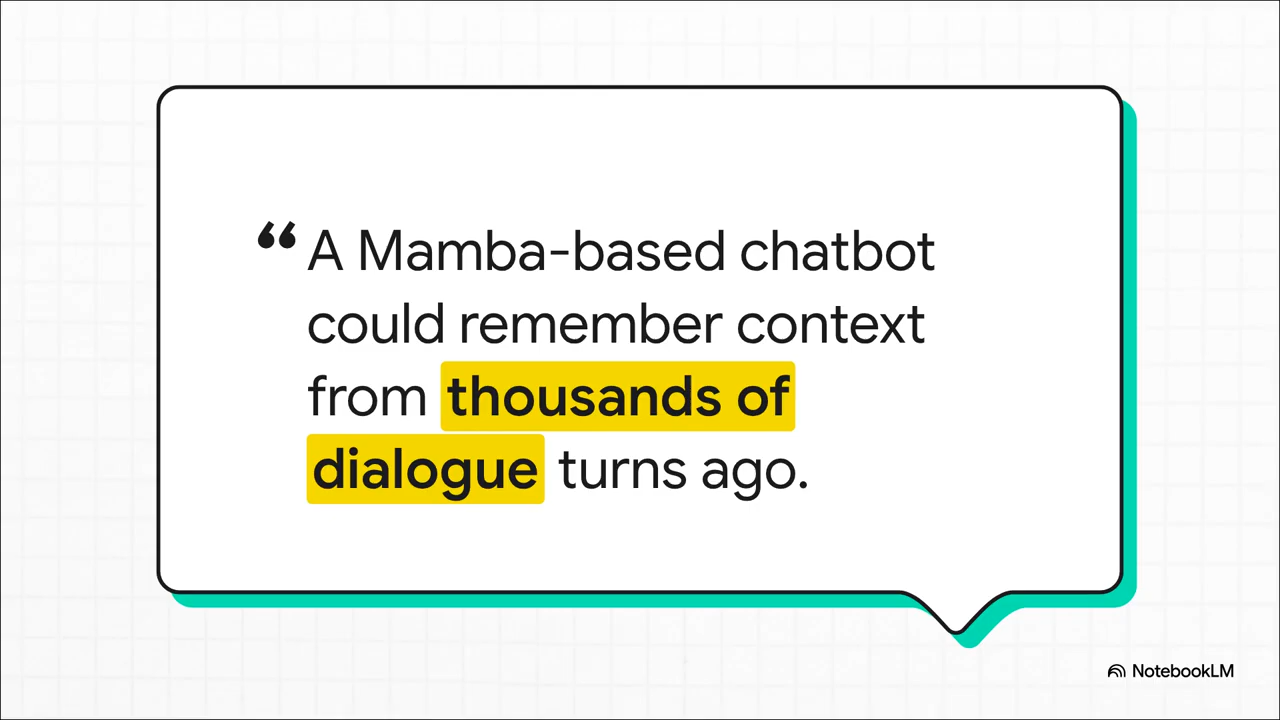 “A Mamba-based chatbot
could remember context
from thousands of
dialogue turns ago.
NotebookLM